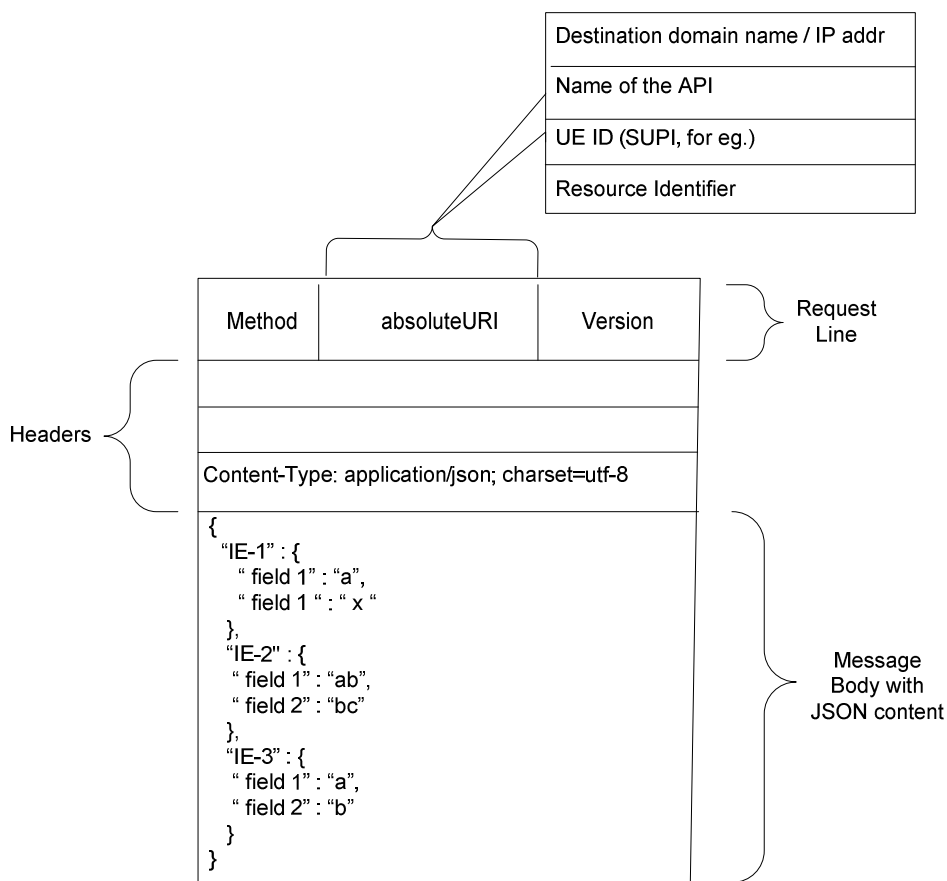 Destination domain name / IP addr
Name of the API
UE ID (SUPI, for eg.)
Resource Identifier
Method absoluteURI Version
Request
Line
Headers
Content-Type: application/json; charset=utf-8
{
“IE-1” : {
“ field 1” : “a”,
“ field 1 “ : “ x “
},
“IE-2" : {
“ field 1” : “ab”,
“ field 2” : “bc”
},
“IE-3” : {
“ field 1” : “a”,
“ field 2” : “b”
}
}
Message
Body with
JSON content